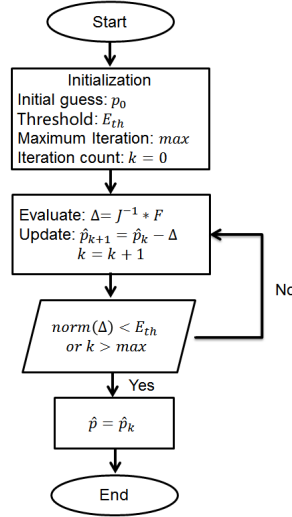 Start
Initialization
Initial guess: p₀
Threshold: Eₜₕ
Maximum Iteration: max
Iteration count: k = 0
Evaluate: Δ= J⁻¹ * F
Update: p̂ₖ₊₁ = p̂ₖ − Δ
k = k + 1
No
norm(Δ) < Eₜₕ
or k > max
Yes
p̂ = p̂ₖ
End